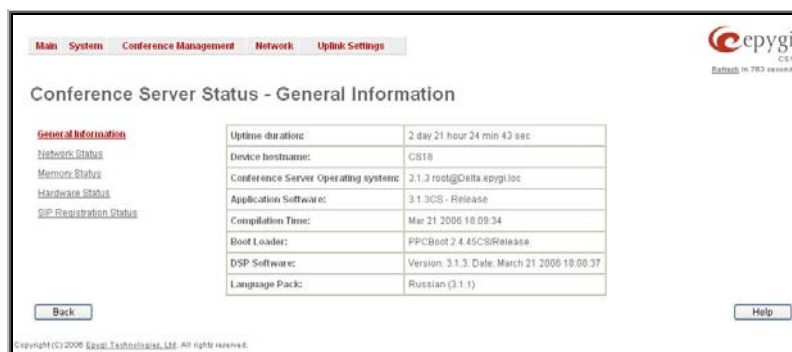 Main System Conference Management Network Uplink Settings
epygi
Refresh in 763 second
Conference Server Status - General Information
General Information
Network Status
Memory Status
Hardware Status
SIP Registration Status
Uptime duration: 2 day 21 hour 24 min 43 sec
Device hostname: CS18
Conference Server Operating system: 3.1.3 root@Delta.epygi.loc
Application Software: 3.1.3CS - Release
Compilation Time: Mar 21 2006 18:09:34
Boot Loader: PPCBoot 2.4.45CS/Release
DSP Software: Version: 3.1.3. Date: March 21 2006 18:00:37
Language Pack: Russian (3.1.1)
Back
Help
Copyright (C) 2006 Epygi Technologies, Ltd. All rights reserved.